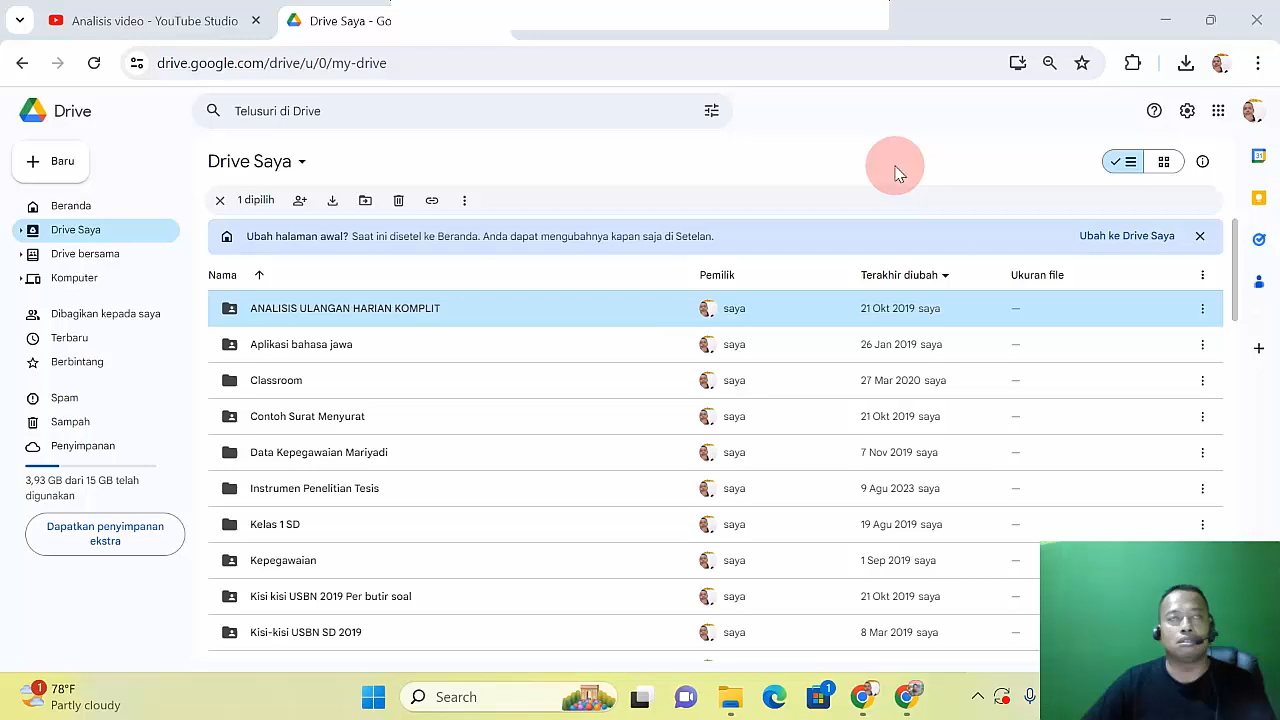 Analisis video - YouTube Studio
Drive Saya - Go
drive.google.com/drive/u/0/my-drive
Drive
Telusuri di Drive
Baru
Drive Saya
1 dipilih
Beranda
Drive Saya
Drive bersama
Komputer
Dibagikan kepada saya
Terbaru
Berbintang
Spam
Sampah
Penyimpanan
3,93 GB dari 15 GB telah
digunakan
Dapatkan penyimpanan
ekstra
Ubah halaman awal? Saat ini disetel ke Beranda. Anda dapat mengubahnya kapan saja di Setelan.
Ubah ke Drive Saya
Nama Pemilik Terakhir diubah Ukuran file
ANALISIS ULANGAN HARIAN KOMPLIT saya 21 Okt 2019 saya —
Aplikasi bahasa jawa saya 26 Jan 2019 saya —
Classroom saya 27 Mar 2020 saya —
Contoh Surat Menyurat saya 21 Okt 2019 saya —
Data Kepegawaian Mariyadi saya 7 Nov 2019 saya —
Instrumen Penelitian Tesis saya 9 Agu 2023 saya —
Kelas 1 SD saya 19 Agu 2019 saya —
Kepegawaian saya 1 Sep 2019 saya —
Kisi kisi USBN 2019 Per butir soal saya 21 Okt 2019 saya —
Kisi-kisi USBN SD 2019 saya 8 Mar 2019 saya —
31
1
78°F
Partly cloudy
Search
1